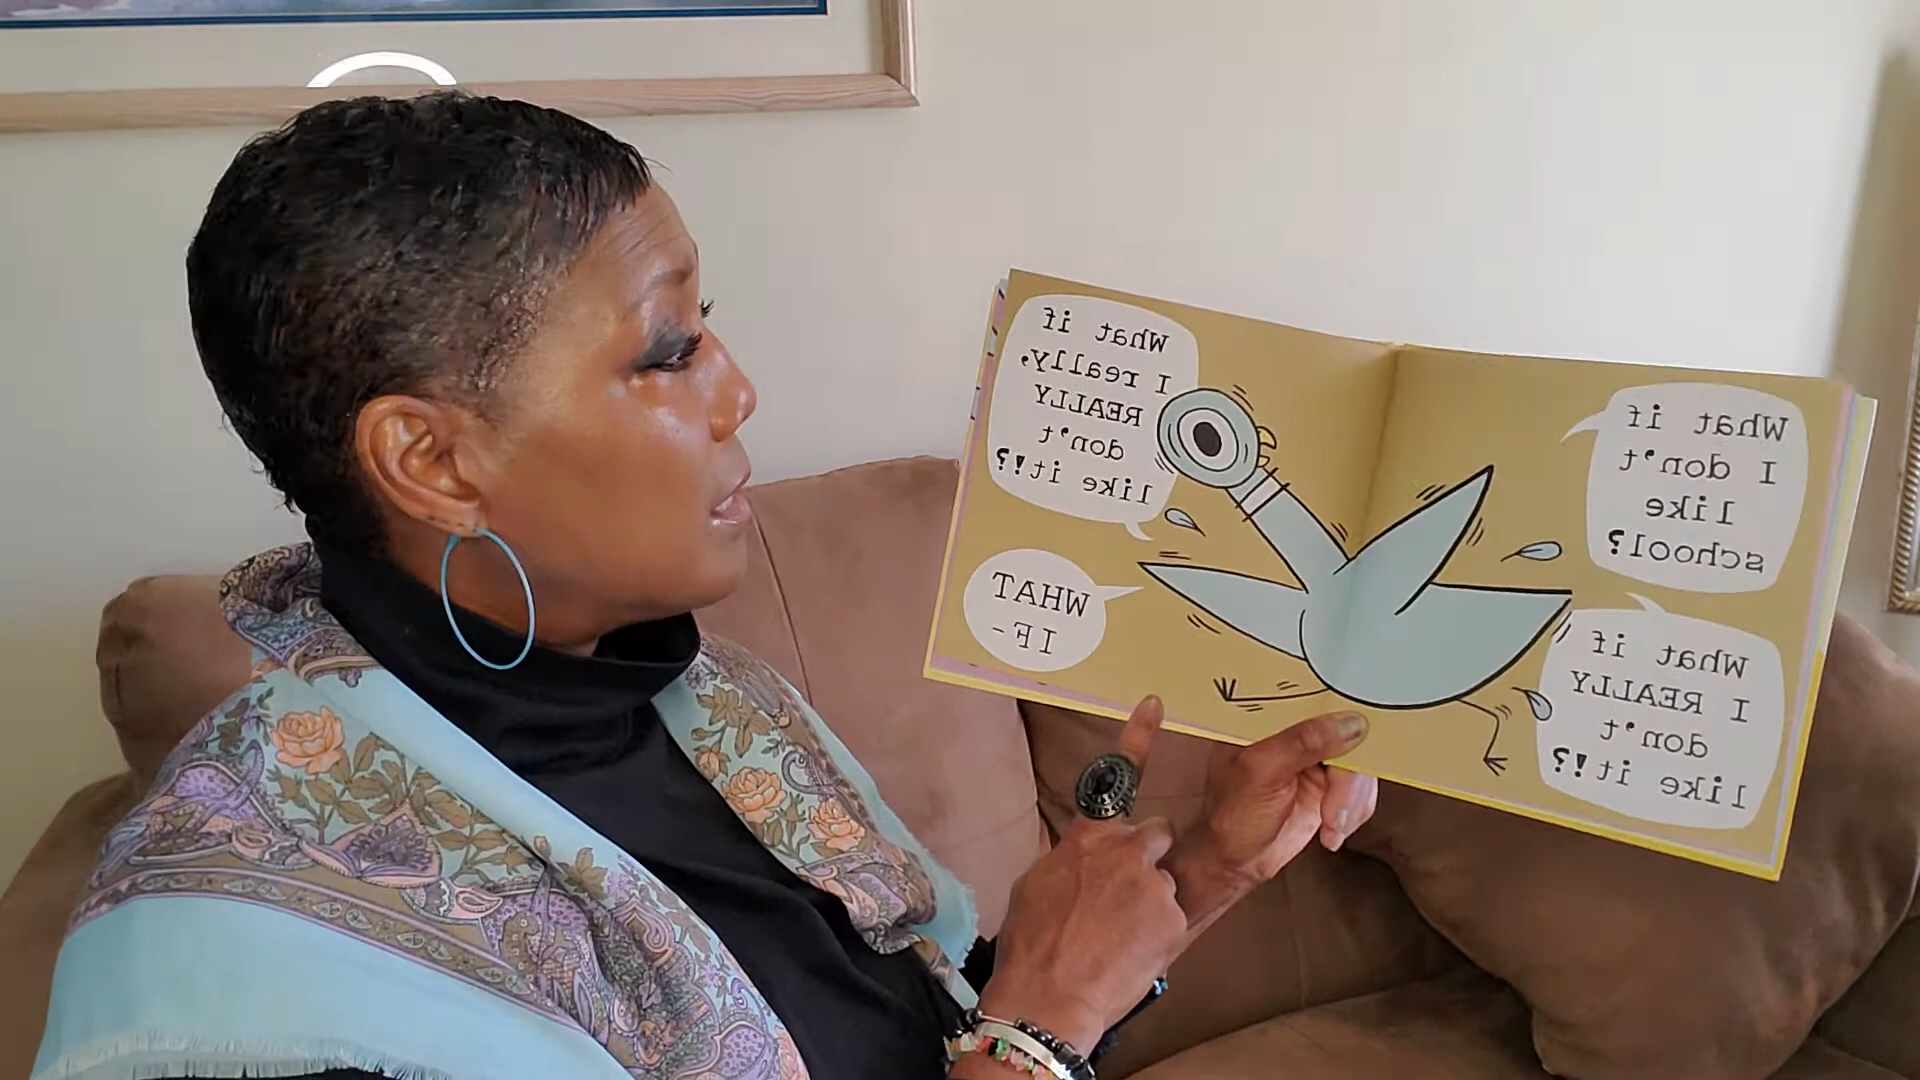 What if
I don't
like
school?
What if
I REALLY
don't
like it!?
What if
I really,
REALLY
don't
like it!?
WHAT
IF-